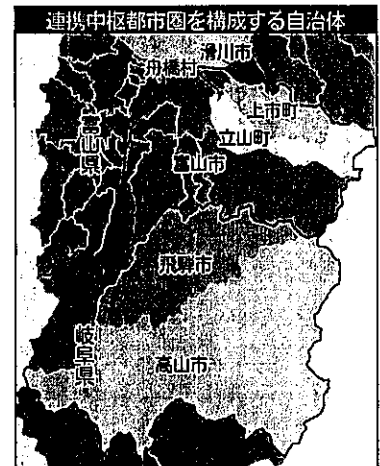 連携中枢都市圏を構成する自治体
滑川市
舟橋村
上市町
立山町
富山県
富山市
飛騨市
岐阜県
高山市